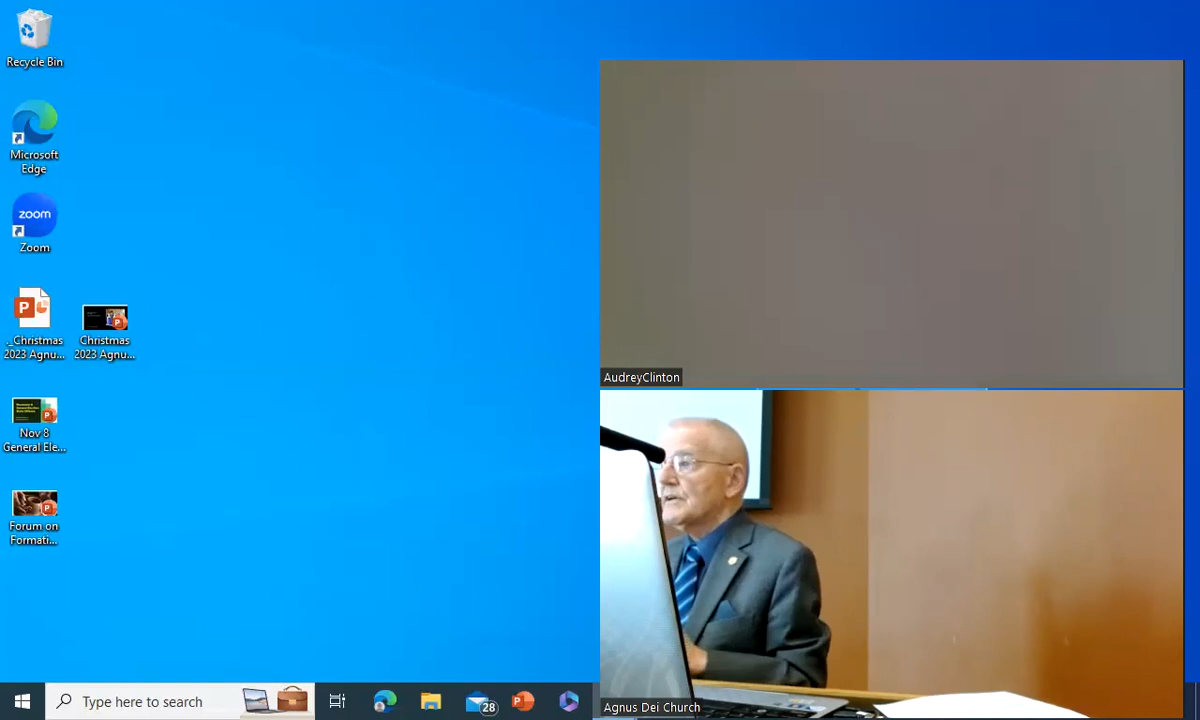 Recycle Bin
Microsoft
Edge
zoom
Zoom
._Christmas
2023 Agnu...
Christmas
2023 Agnu...
Nov 8
General Ele...
Forum on
Formati...
AudreyClinton
Agnus Dei Church
Type here to search
28